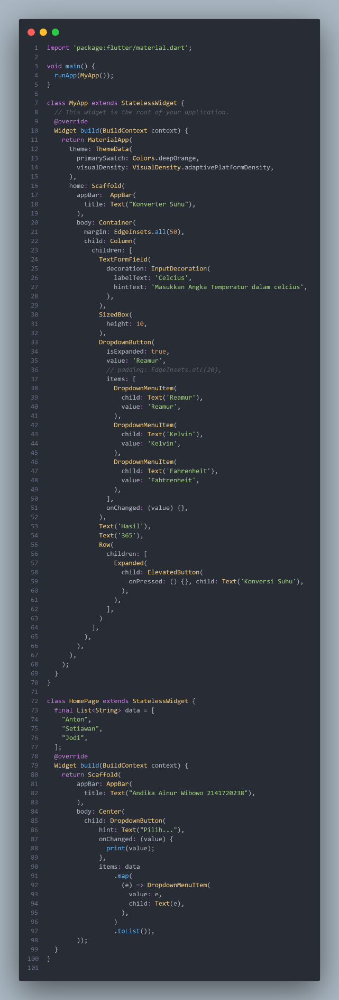 1 import 'package:flutter/material.dart';
2
3 void main() {
4   runApp(MyApp());
5 }
6
7 class MyApp extends StatelessWidget {
8   // This widget is the root of your application.
9   @override
10   Widget build(BuildContext context) {
11     return MaterialApp(
12       theme: ThemeData(
13         primarySwatch: Colors.deepOrange,
14         visualDensity: VisualDensity.adaptivePlatformDensity,
15       ),
16       home: Scaffold(
17         appBar:  AppBar(
18           title: Text("Konverter Suhu"),
19         ),
20         body: Container(
21           margin: EdgeInsets.all(50),
22           child: Column(
23             children: [
24               TextFormField(
25                 decoration: InputDecoration(
26                   labelText: 'Celcius',
27                   hintText: 'Masukkan Angka Temperatur dalam celcius',
28                 ),
29               ),
30               SizedBox(
31                 height: 10,
32               ),
33               DropdownButton(
34                 isExpanded: true,
35                 value: 'Reamur',
36                 // padding: EdgeInsets.all(20),
37                 items: [
38                   DropdownMenuItem(
39                     child: Text('Reamur'),
40                     value: 'Reamur',
41                   ),
42                   DropdownMenuItem(
43                     child: Text('Kelvin'),
44                     value: 'Kelvin',
45                   ),
46                   DropdownMenuItem(
47                     child: Text('Fahrenheit'),
48                     value: 'Fahtrenheit',
49                   ),
50                 ],
51                 onChanged: (value) {},
52               ),
53               Text('Hasil'),
54               Text('365'),
55               Row(
56                 children: [
57                   Expanded(
58                     child: ElevatedButton(
59                       onPressed: () {}, child: Text('Konversi Suhu'),
60                     ),
61                   ),
62                 ],
63               )
64             ],
65           ),
66         ),
67       ),
68     );
69   }
70 }
71
72 class HomePage extends StatelessWidget {
73   final List<String> data = [
74     "Anton",
75     "Setiawan",
76     "Jodi",
77   ];
78   @override
79   Widget build(BuildContext context) {
80     return Scaffold(
81         appBar: AppBar(
82           title: Text("Andika Ainur Wibowo 2141720238"),
83         ),
84         body: Center(
85           child: DropdownButton(
86               hint: Text("Pilih..."),
87               onChanged: (value) {
88                 print(value);
89               },
90               items: data
91                   .map(
92                     (e) => DropdownMenuItem(
93                       value: e,
94                       child: Text(e),
95                     ),
96                   )
97                   .toList()),
98         ));
99   }
100 }
101